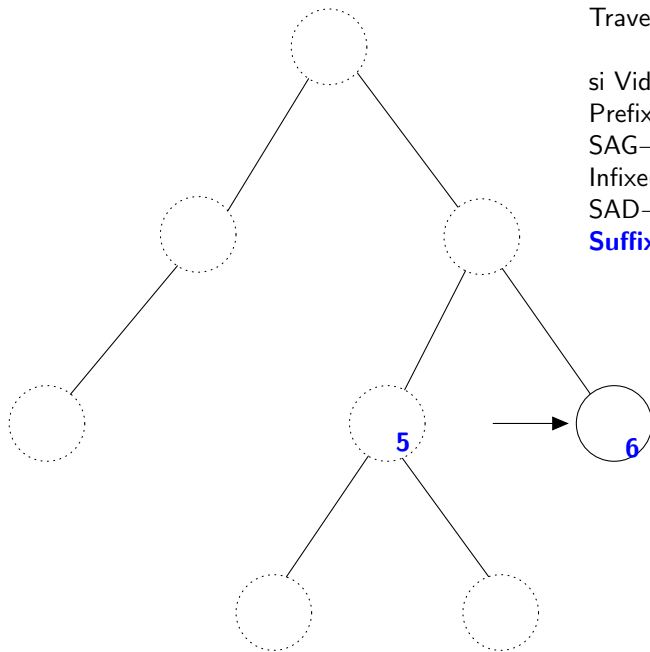 Trave
si Vid
Prefix
SAG–
Infixe
SAD–
Suffix
5
6